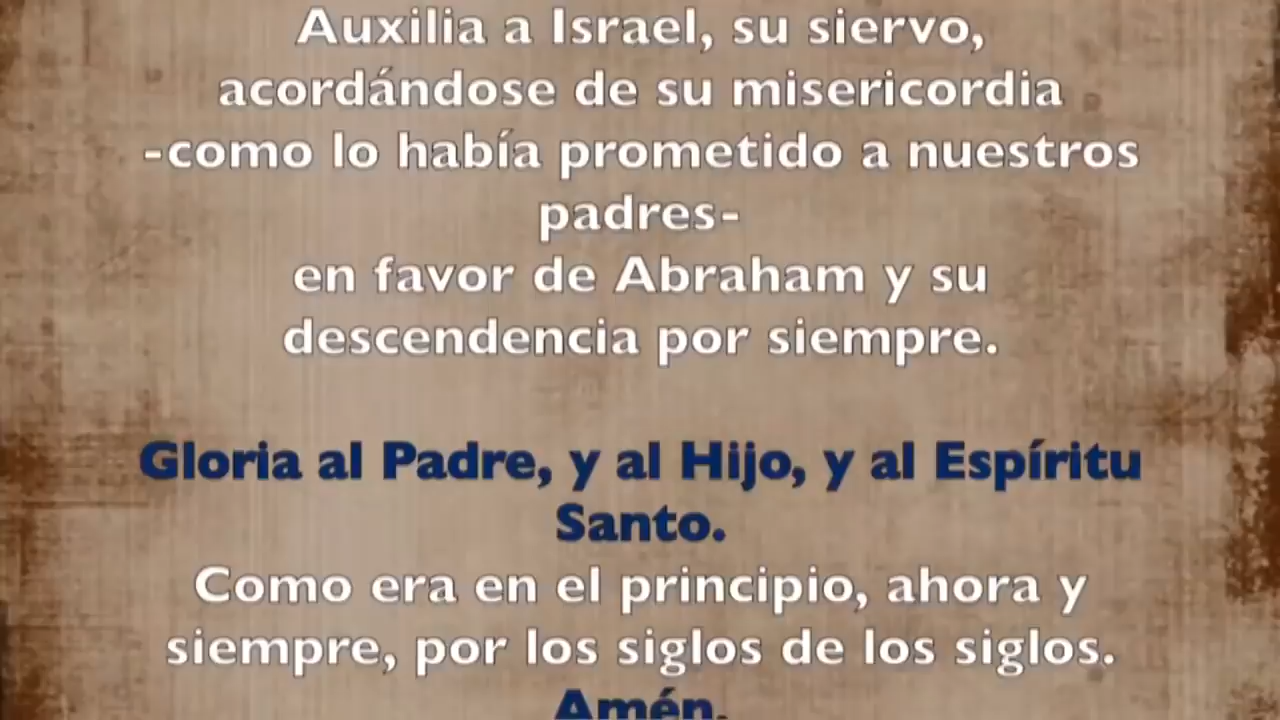 Auxilia a Israel, su siervo,
acordándose de su misericordia
-como lo había prometido a nuestros
padres-
en favor de Abraham y su
descendencia por siempre.
Gloria al Padre, y al Hijo, y al Espíritu
Santo.
Como era en el principio, ahora y
siempre, por los siglos de los siglos.
Amén.